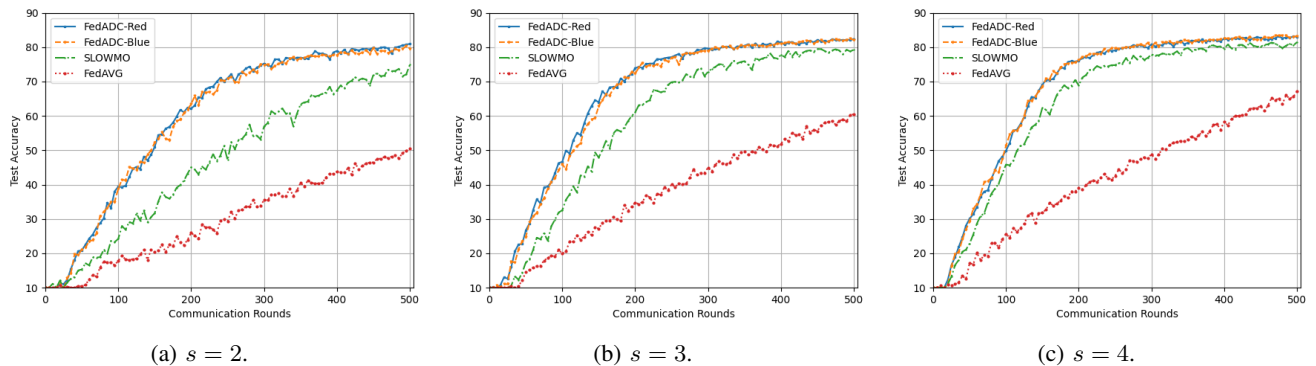 90
80
70
60
50
40
30
20
10
Test Accuracy
FedADC-Red
FedADC-Blue
SLOWMO
FedAVG
0 100 200 300 400 500
Communication Rounds
(a) s = 2.
90
80
70
60
50
40
30
20
10
Test Accuracy
FedADC-Red
FedADC-Blue
SLOWMO
FedAVG
0 100 200 300 400 500
Communication Rounds
(b) s = 3.
90
80
70
60
50
40
30
20
10
Test Accuracy
FedADC-Red
FedADC-Blue
SLOWMO
FedAVG
0 100 200 300 400 500
Communication Rounds
(c) s = 4.